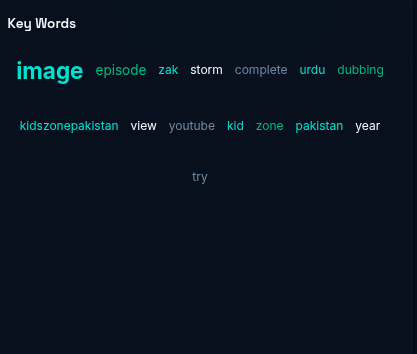 Key Words
image episode zak storm complete urdu dubbing
kidszonepakistan view youtube kid zone pakistan year
try